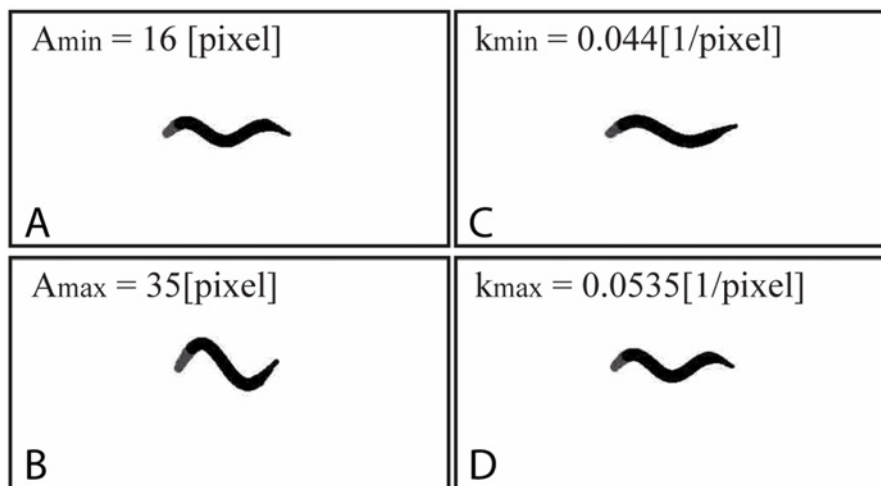 Amin = 16 [pixel]
A
kmin = 0.044[1/pixel]
C
Amax = 35[pixel]
B
kmax = 0.0535[1/pixel]
D